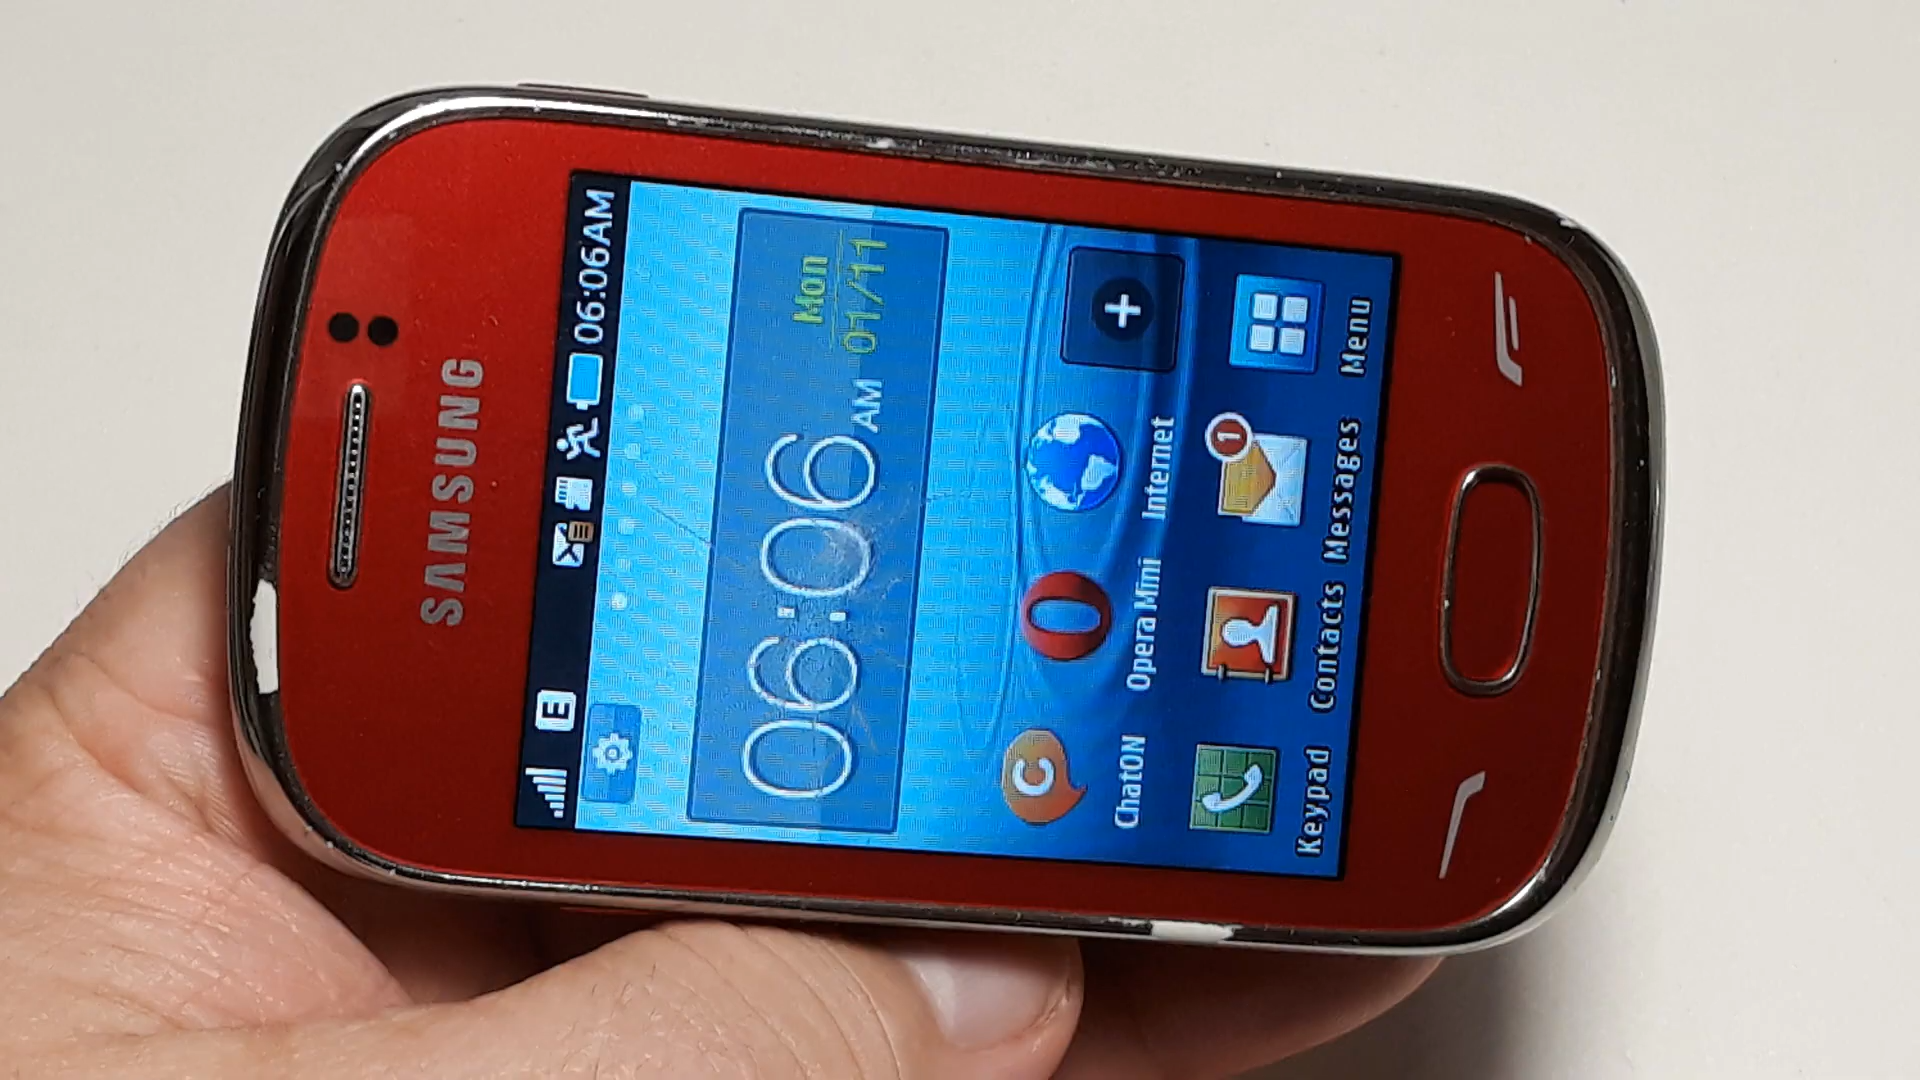 SAMSUNG
E 06:06AM
06:06 AM
Mon
01/11
ChatON Opera Mini Internet
1
Keypad Contacts Messages Menu